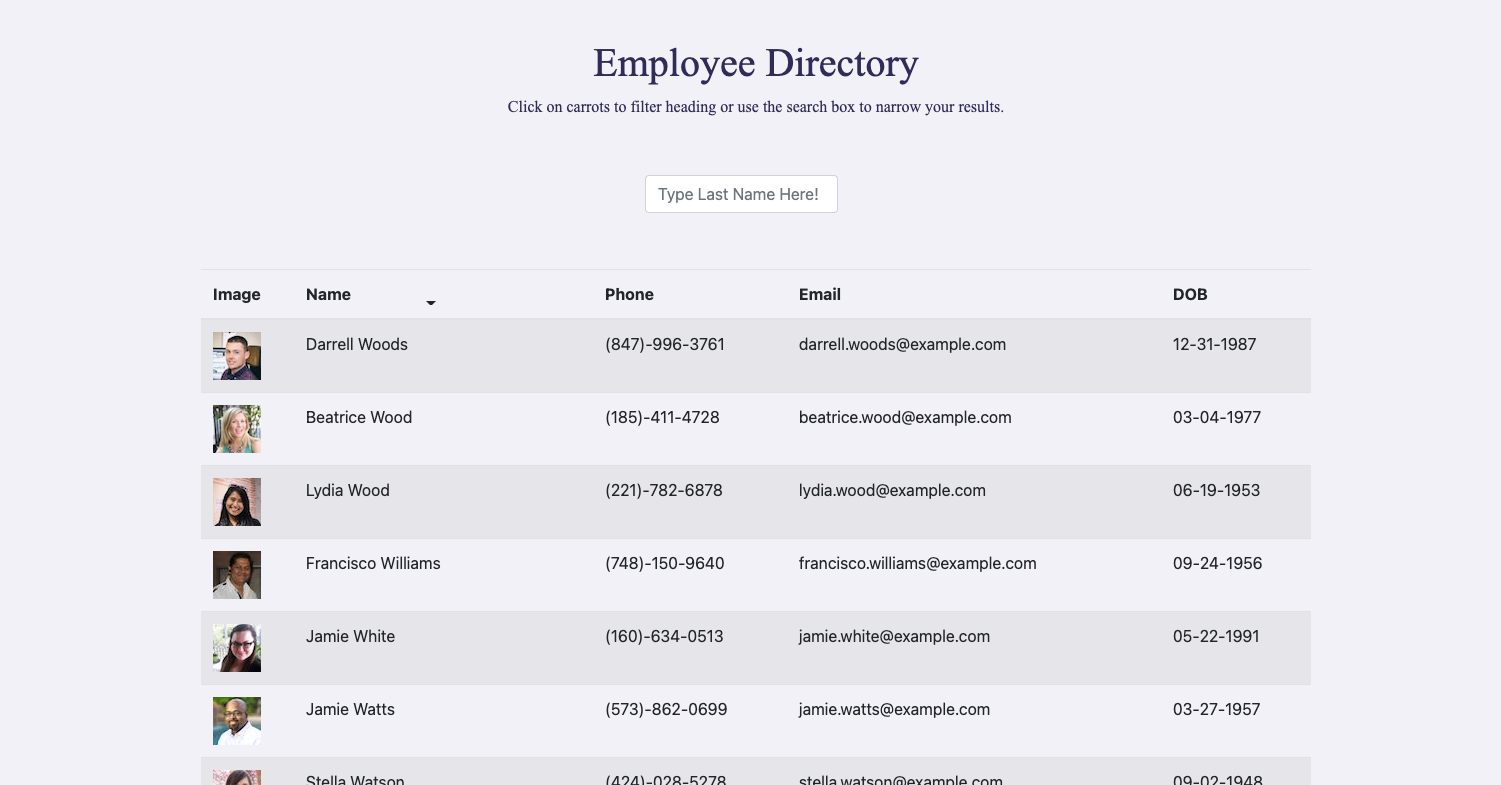 Employee Directory
Click on carrots to filter heading or use the search box to narrow your results.
Type Last Name Here!
Image Name Phone Email DOB
Darrell Woods (847)-996-3761 darrell.woods@example.com 12-31-1987
Beatrice Wood (185)-411-4728 beatrice.wood@example.com 03-04-1977
Lydia Wood (221)-782-6878 lydia.wood@example.com 06-19-1953
Francisco Williams (748)-150-9640 francisco.williams@example.com 09-24-1956
Jamie White (160)-634-0513 jamie.white@example.com 05-22-1991
Jamie Watts (573)-862-0699 jamie.watts@example.com 03-27-1957
Stella Watson (424)-028-5278 stella.watson@example.com 09-02-1948